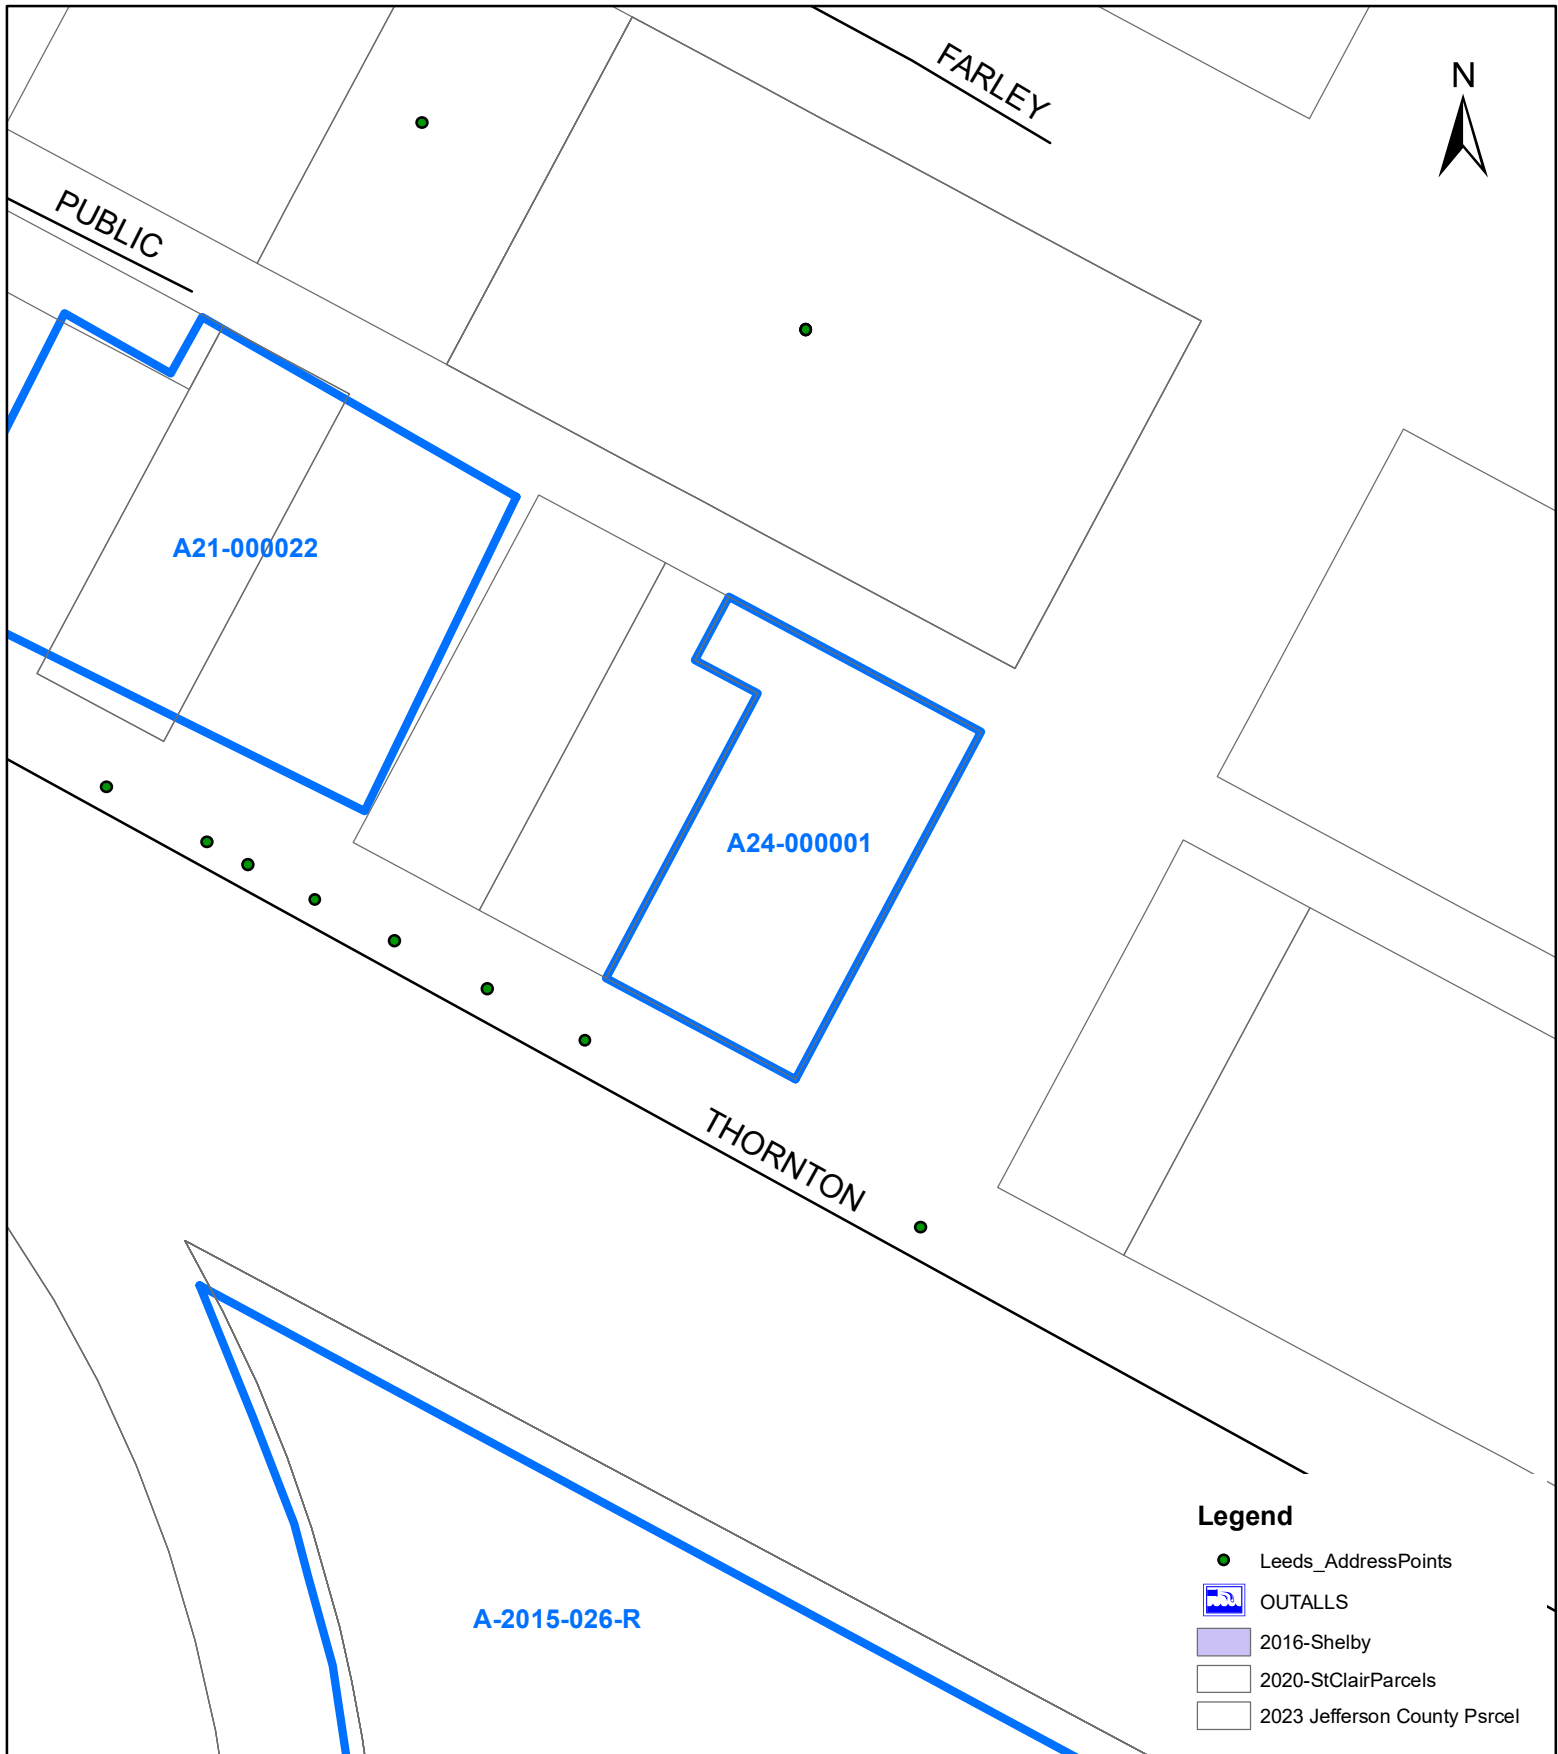 FARLEY
N
PUBLIC
A21-000022
A24-000001
THORNTON
A-2015-026-R
Legend
Leeds_AddressPoints
OUTALLS
2016-Shelby
2020-StClairParcels
2023 Jefferson County Psrcel